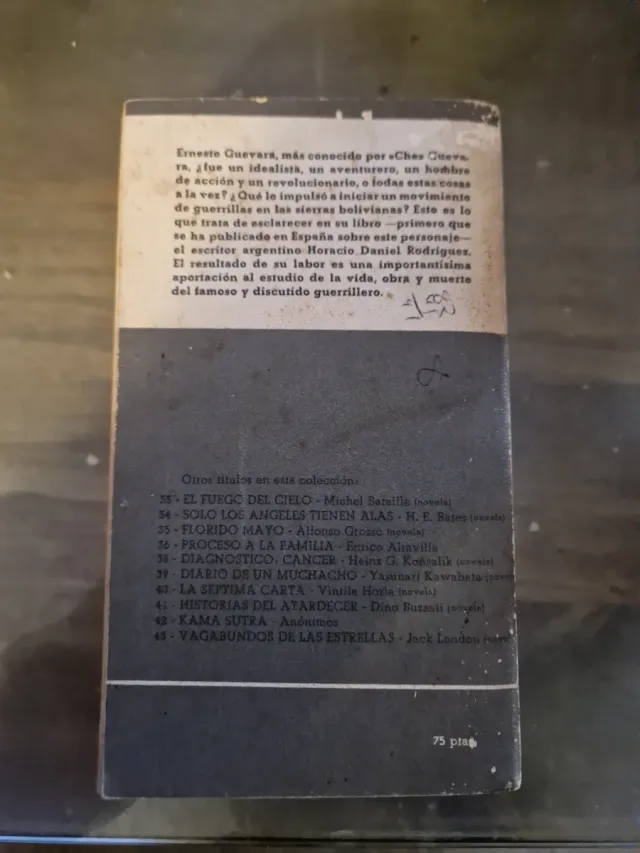 Ernesto Guevara, más conocido por «Che» Gueva-
ra, ¿fue un idealista, un aventurero, un hombre
de acción y un revolucionario, o todas estas cosas
a la vez? ¿Qué le impulsó a iniciar un movimiento
de guerrillas en las sierras bolivianas? Esto es lo
que trata de esclarecer en su libro —primero que
se ha publicado en España sobre este personaje—
el escritor argentino Horacio Daniel Rodríguez.
El resultado de su labor es una importantísima
aportación al estudio de la vida, obra y muerte
del famoso y discutido guerrillero.
Otros títulos en esta colección:
33 - EL FUEGO DEL CIELO - Michel Bataille (novela)
34 - SOLO LOS ANGELES TIENEN ALAS - H. E. Bates (novela)
35 - FLORIDO MAYO - Alfonso Grosso (novela)
36 - PROCESO A LA FAMILIA - Enrico Altavilla
38 - DIAGNOSTICO: CANCER - Heinz G. Konsalik (novela)
39 - DIARIO DE UN MUCHACHO - Yasunari Kawabata (novela)
40 - LA SEPTIMA CARTA - Vintila Horia (novela)
41 - HISTORIAS DEL ATARDECER - Dino Buzzati (novela)
42 - KAMA SUTRA - Anónimos
43 - VAGABUNDOS DE LAS ESTRELLAS - Jack London
75 ptas